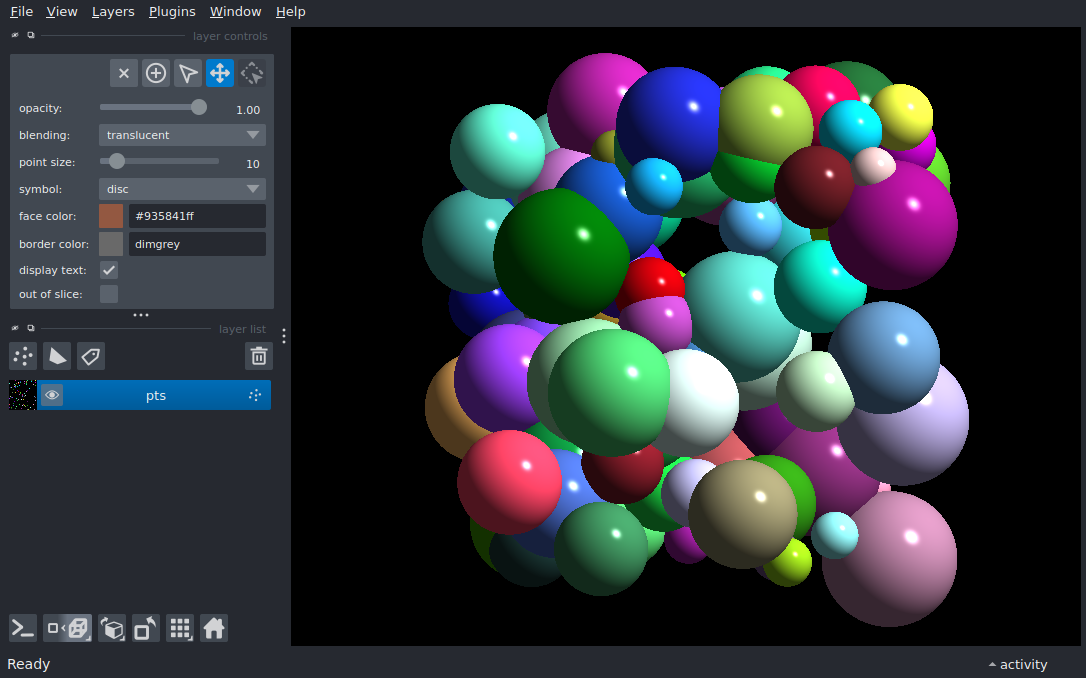 File View Layers Plugins Window Help
layer controls
opacity: 1.00
blending: translucent
point size: 10
symbol: disc
face color: #935841ff
border color: dimgrey
display text:
out of slice:
layer list
pts
Ready
activity